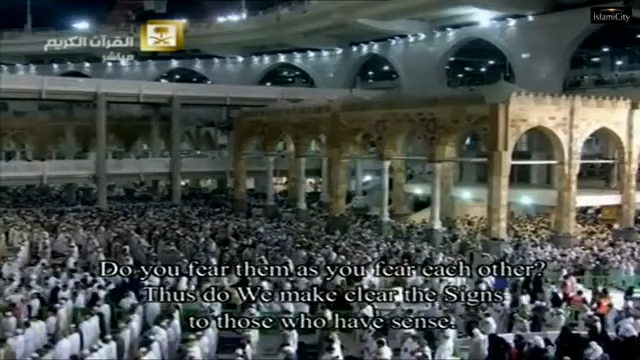 IslamiCity
القرآن الكريم
مباشر
Do you fear them as you fear each other?
Thus do We make clear the Signs
to those who have sense.